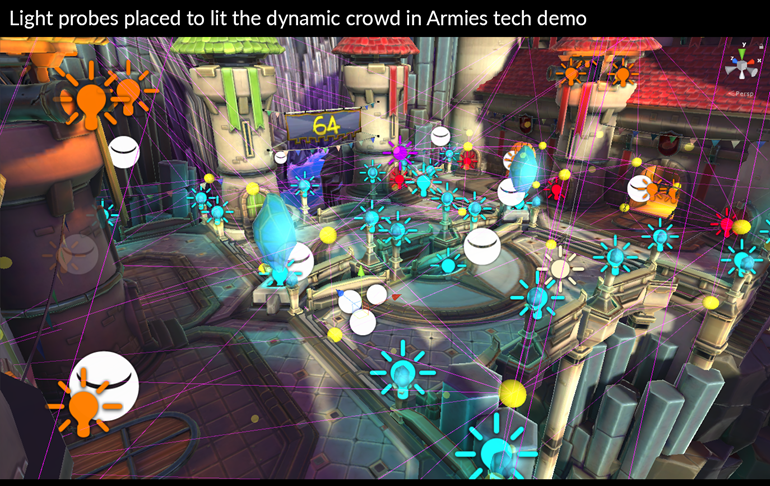 Light probes placed to lit the dynamic crowd in Armies tech demo
y
x
z
Persp
64